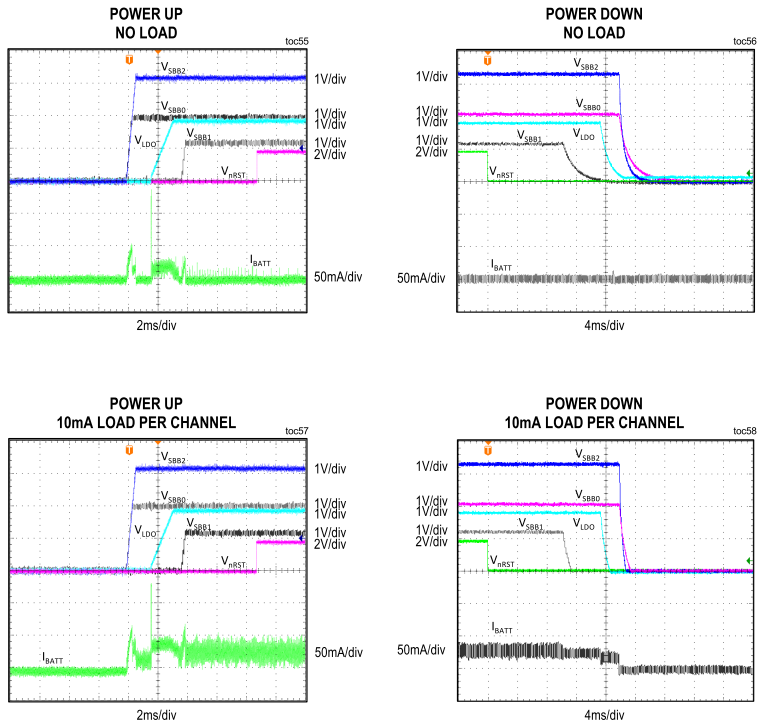 POWER UP
NO LOAD
toc55
T
VSBB2
1V/div
VSBB0
1V/div
1V/div
VLDO
VSBB1
1V/div
2V/div
VnRST
IBATT
50mA/div
2ms/div
POWER DOWN
NO LOAD
toc56
T
VSBB2
1V/div
VSBB0
1V/div
1V/div
VSBB1
VLDO
1V/div
2V/div
VnRST
IBATT
50mA/div
4ms/div
POWER UP
10mA LOAD PER CHANNEL
toc57
T
VSBB2
1V/div
VSBB0
1V/div
1V/div
VLDO
VSBB1
1V/div
2V/div
VnRST
IBATT
50mA/div
2ms/div
POWER DOWN
10mA LOAD PER CHANNEL
toc58
T
VSBB2
1V/div
VSBB0
1V/div
1V/div
VSBB1
VLDO
1V/div
2V/div
VnRST
IBATT
50mA/div
4ms/div